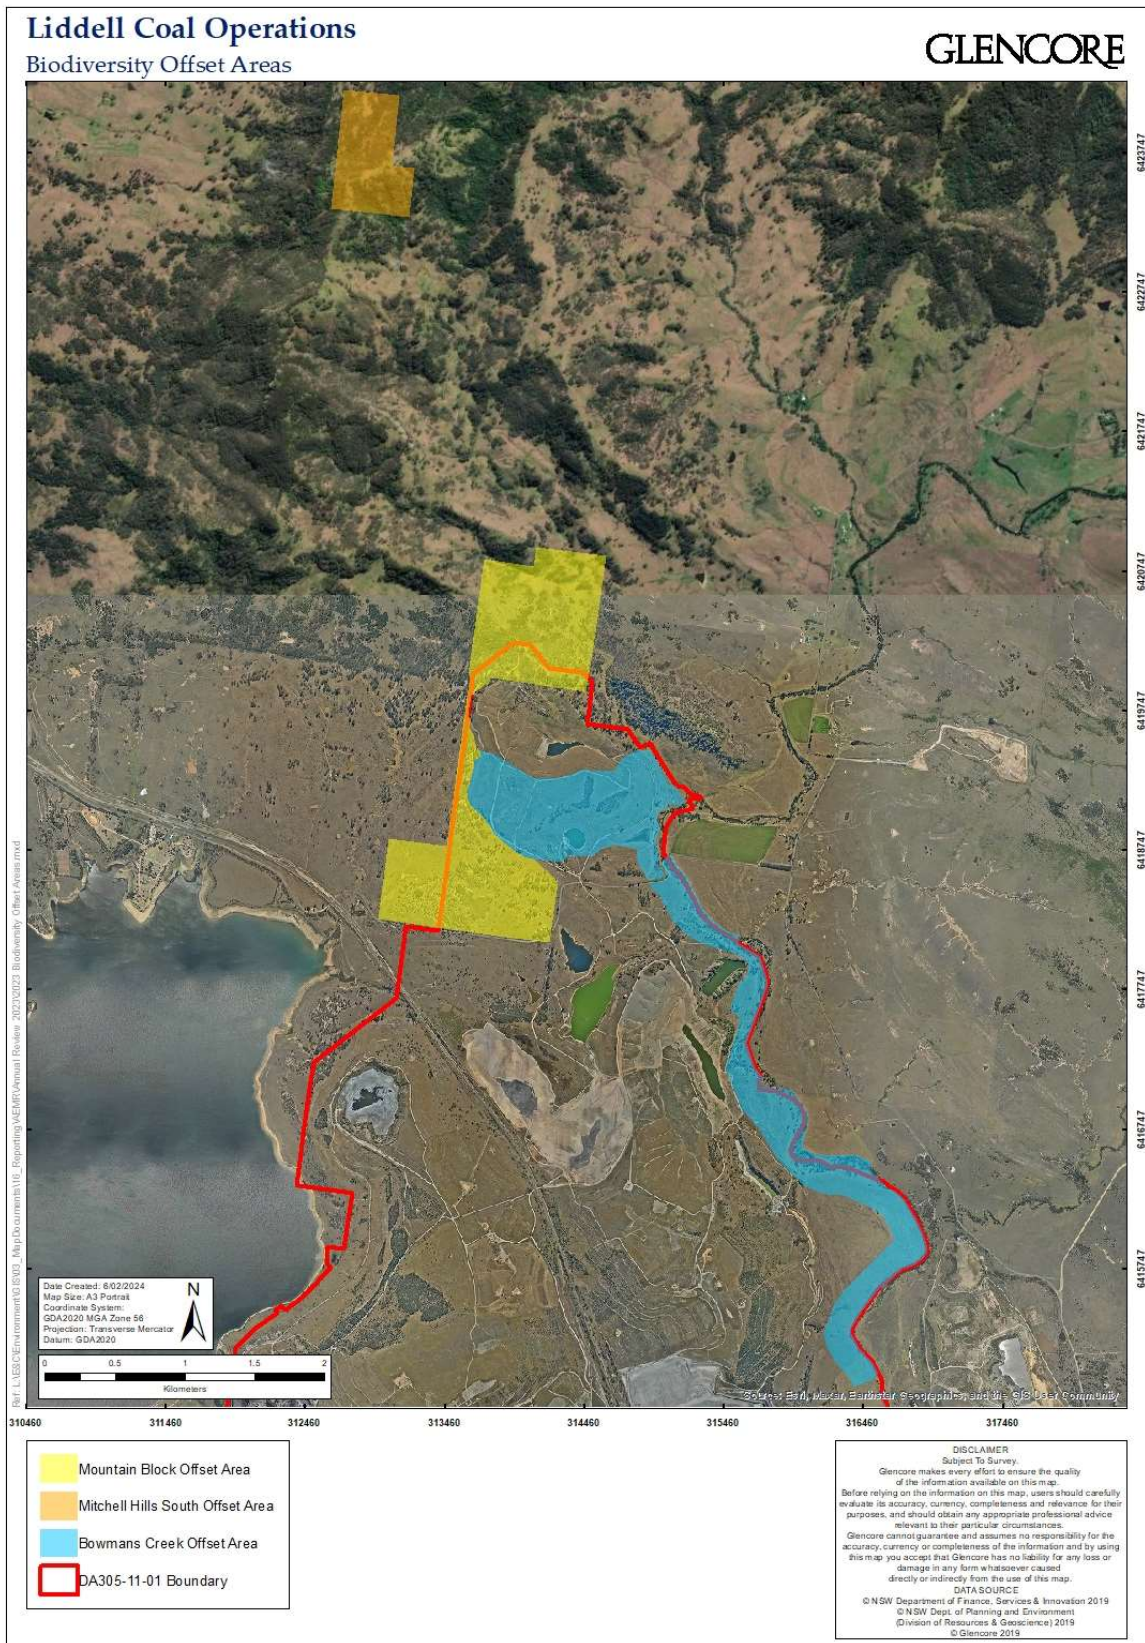 Liddell Coal Operations
Biodiversity Offset Areas
GLENCORE
6423747
6422747
6421747
6420747
6419747
6418747
6417747
6416747
6415747
Date Created: 6/02/2024
Map Size: A3 Portrait
Coordinate System:
GDA2020 MGA Zone 56
Projection: Transverse Mercator
Datum: GDA2020
N
0 0.5 1 1.5 2
Kilometers
Source: Esri, Maxar, Earthstar Geographics, and the GIS User Community
310460 311460 312460 313460 314460 315460 316460 317460
Mountain Block Offset Area
Mitchell Hills South Offset Area
Bowmans Creek Offset Area
DA305-11-01 Boundary
DISCLAIMER
Subject To Survey.
Glencore makes every effort to ensure the quality
of the information available on this map.
Before relying on the information on this map, users should carefully
evaluate its accuracy, currency, completeness and relevance for their
purposes, and should obtain any appropriate professional advice
relevant to their particular circumstances.
Glencore cannot guarantee and assumes no responsibility for the
accuracy, currency or completeness of the information and by using
this map you accept that Glencore has no liability for any loss or
damage in any form whatsoever caused
directly or indirectly from the use of this map.
DATA SOURCE
© NSW Department of Finance, Services & Innovation 2019
© NSW Dept. of Planning and Environment
(Division of Resources & Geoscience) 2019
© Glencore 2019